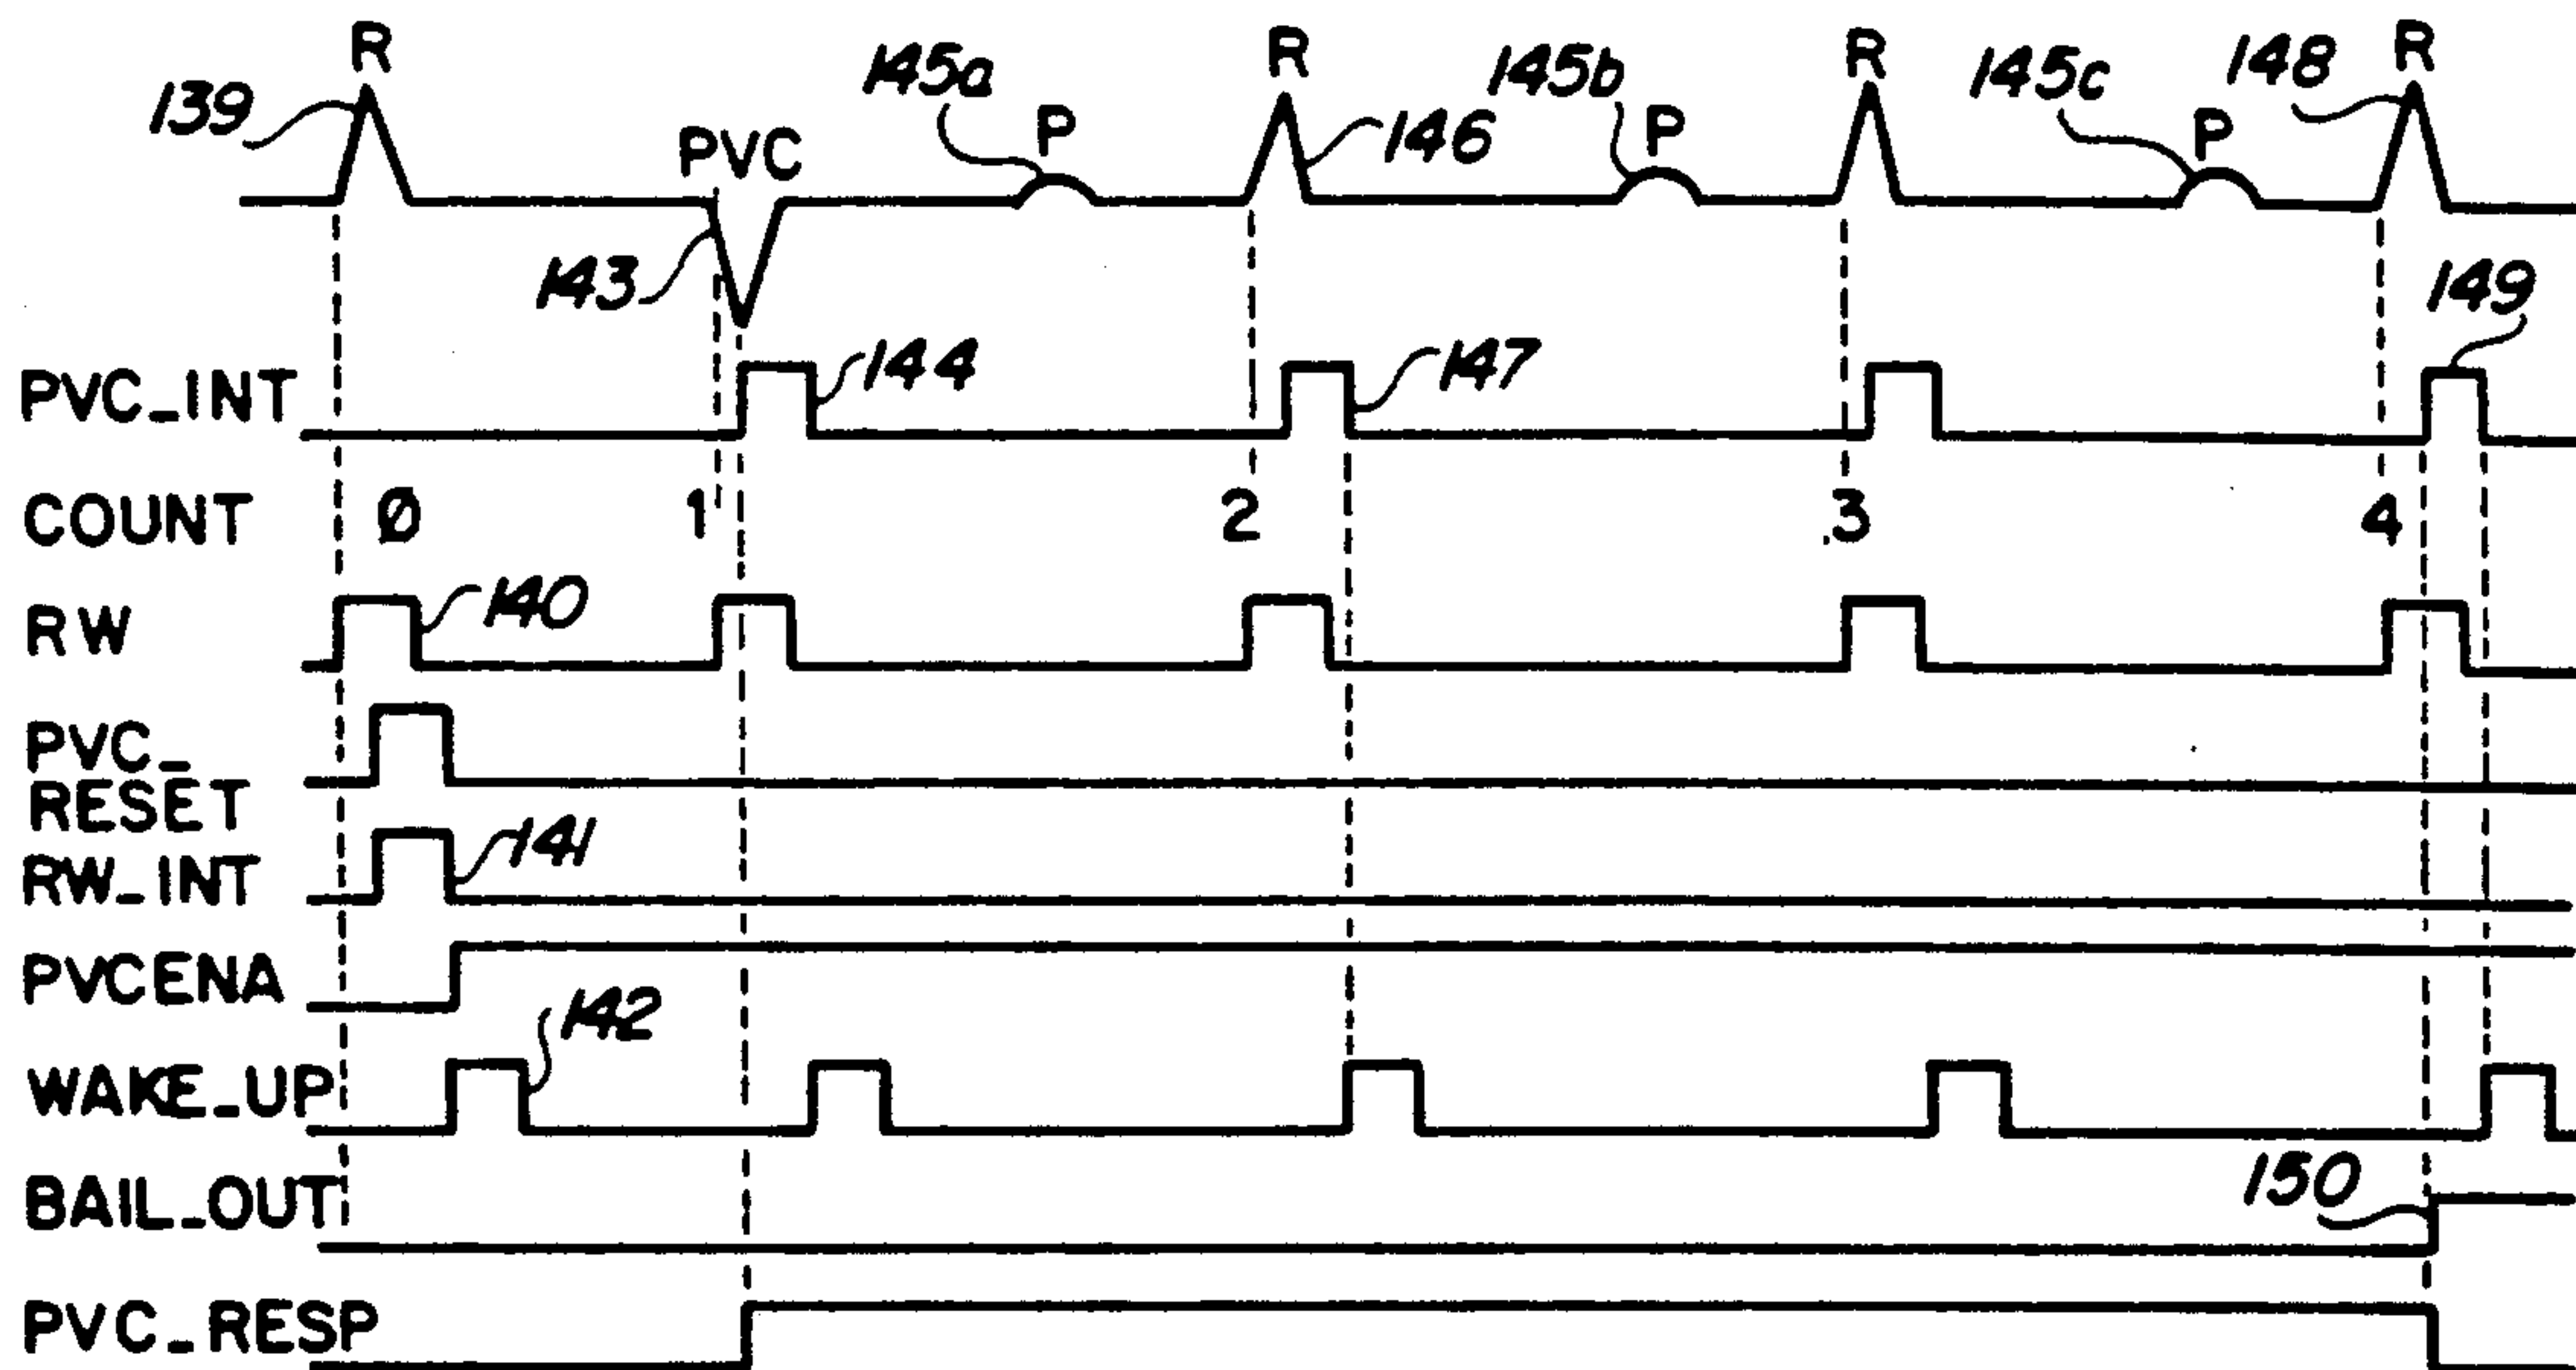 R
R
R
R
139
145a
145b
145c
148
PVC
P
P
P
146
143
149
PVC_INT
144
147
COUNT
0
1
2
3
4
RW
140
PVC_
RESET
RW_INT
141
PVCENA
142
WAKE_UP
BAIL_OUT
150
PVC_RESP